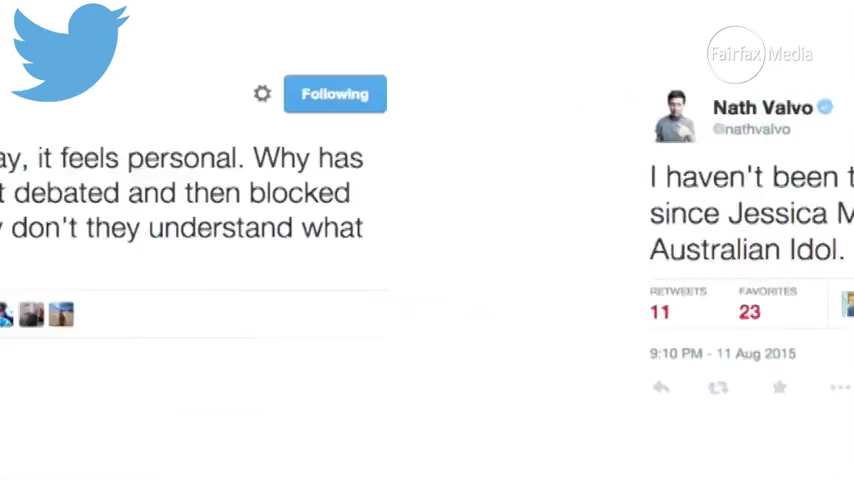 Fairfax Media
Following
ay, it feels personal. Why has
t debated and then blocked
y don't they understand what
Nath Valvo
@nathvalvo
I haven't been t
since Jessica M
Australian Idol.
RETWEETS FAVORITES
11 23
9:10 PM - 11 Aug 2015